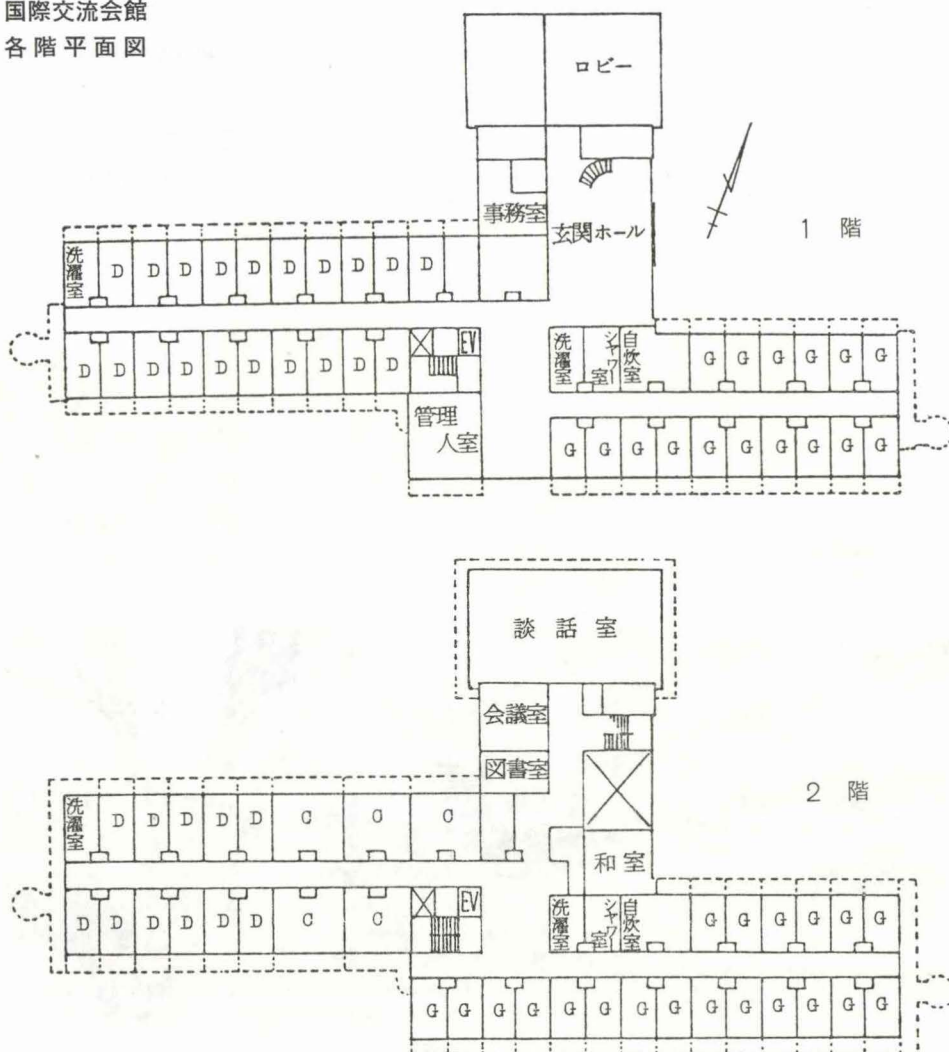 国際交流会館
各階平面図
ロビー
事務室
玄関ホール
1 階
洗濯室 D D D D D D D D D D
EV
D D D D D D D D D D
管理人室
洗濯室 シャワー室 自炊室 G G G G G G
G G G G G G G G G G
談話室
会議室
図書室
2 階
洗濯室 D D D D D C C C
和室
D D D D D D C C
EV
洗濯室 シャワー室 自炊室 G G G G G G
G G G G G G G G G G G G G G